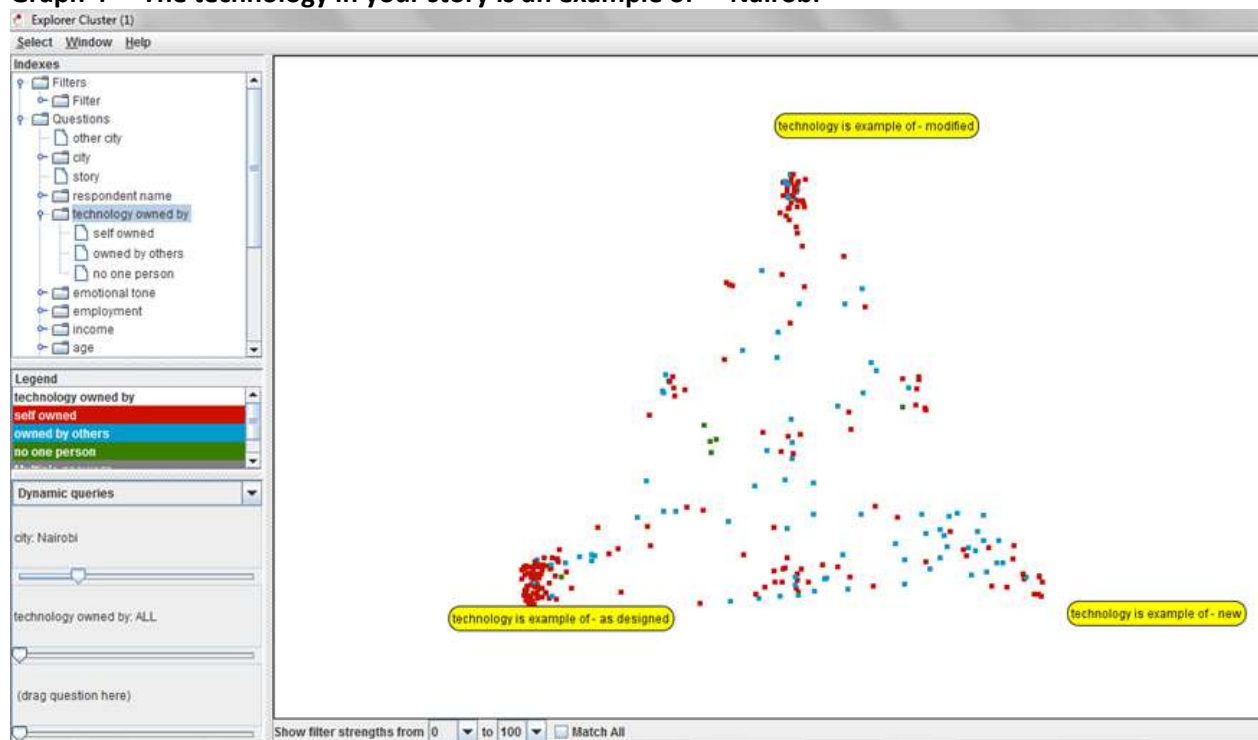 Explorer Cluster (1)
Select Window Help
Indexes
Filters
Filter
Questions
other city
city
story
respondent name
technology owned by
self owned
owned by others
no one person
emotional tone
employment
income
age
Legend
technology owned by
self owned
owned by others
no one person
Dynamic queries
city: Nairobi
technology owned by: ALL
(drag question here)
technology is example of - modified
technology is example of - as designed
technology is example of - new
Show filter strengths from 0 to 100 Match All